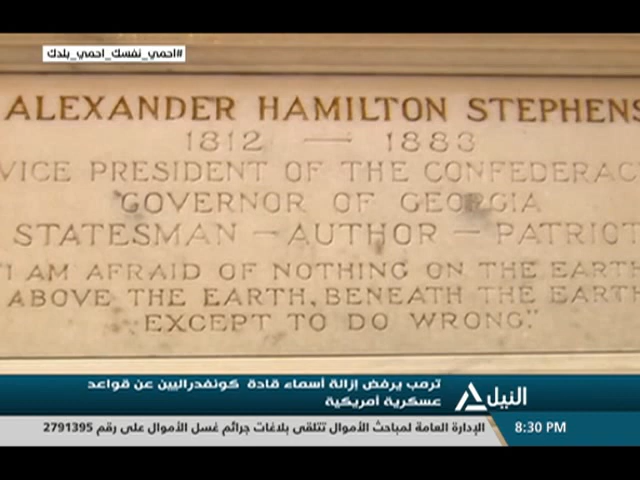 #احمي_نفسك_احمي_بلدك
ALEXANDER HAMILTON STEPHENS
1812 — 1883
VICE PRESIDENT OF THE CONFEDERAC
GOVERNOR OF GEORGIA
STATESMAN — AUTHOR — PATRIOT
"I AM AFRAID OF NOTHING ON THE EARTH
ABOVE THE EARTH, BENEATH THE EARTH
EXCEPT TO DO WRONG."
ترمب يرفض إزالة أسماء قادة كونفدراليين عن قواعد
عسكرية أمريكية
النيل
الإدارة العامة لمباحث الأموال تتلقى بلاغات جرائم غسل الأموال على رقم 2791395
8:30 PM